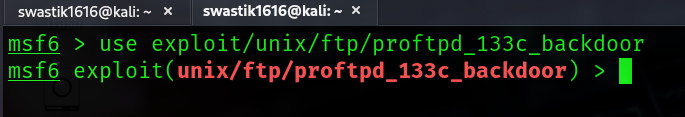 swastik1616@kali: ~ × swastik1616@kali: ~ ×
msf6 > use exploit/unix/ftp/proftpd_133c_backdoor
msf6 exploit(unix/ftp/proftpd_133c_backdoor) >